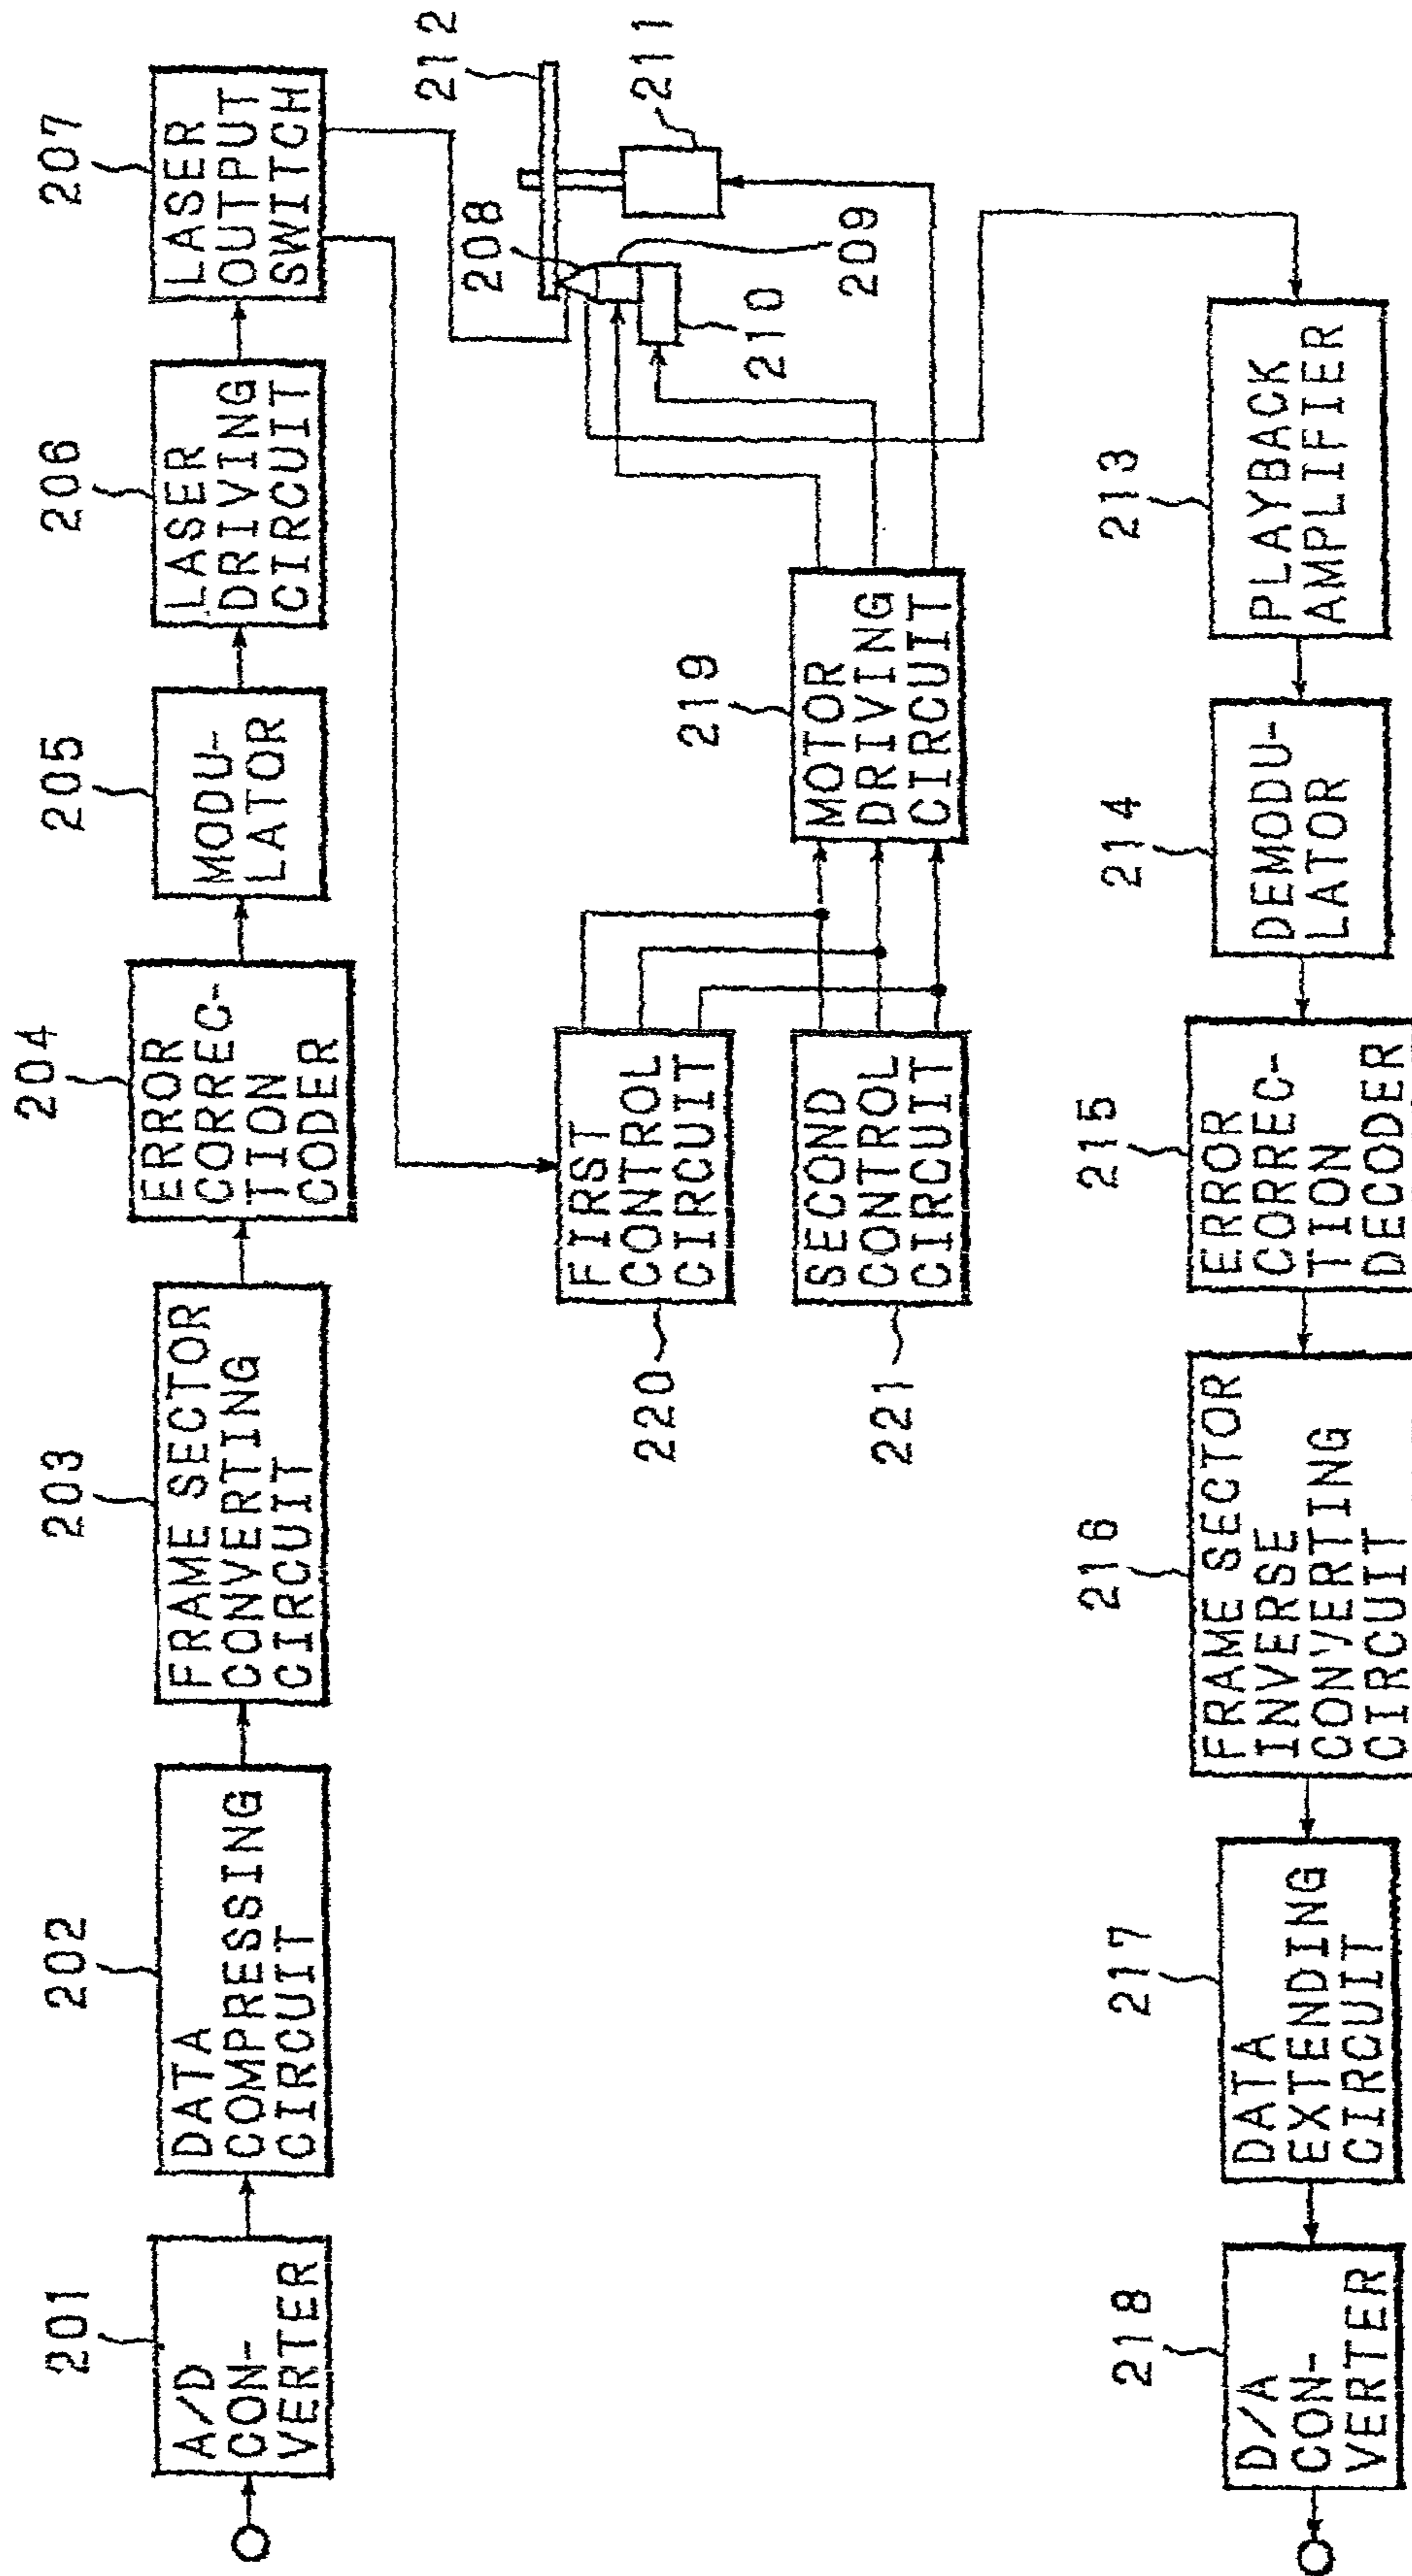 201
A/D
CON-
VERTER
202
DATA
COMPRESSING
CIRCUIT
203
FRAME SECTOR
CONVERTING
CIRCUIT
204
ERROR
CORREC-
TION
CODER
205
MODU-
LATOR
206
LASER
DRIVING
CIRCUIT
207
LASER
OUTPUT
SWITCH
212
211
208
209
210
219
MOTOR
DRIVING
CIRCUIT
FIRST
CONTROL
CIRCUIT
220
SECOND
CONTROL
CIRCUIT
221
213
PLAYBACK
AMPLIFIER
214
DEMODU-
LATOR
215
ERROR
CORREC-
TION
DECODER
216
FRAME SECTOR
INVERSE
CONVERTING
CIRCUIT
217
DATA
EXTENDING
CIRCUIT
218
D/A
CON-
VERTER